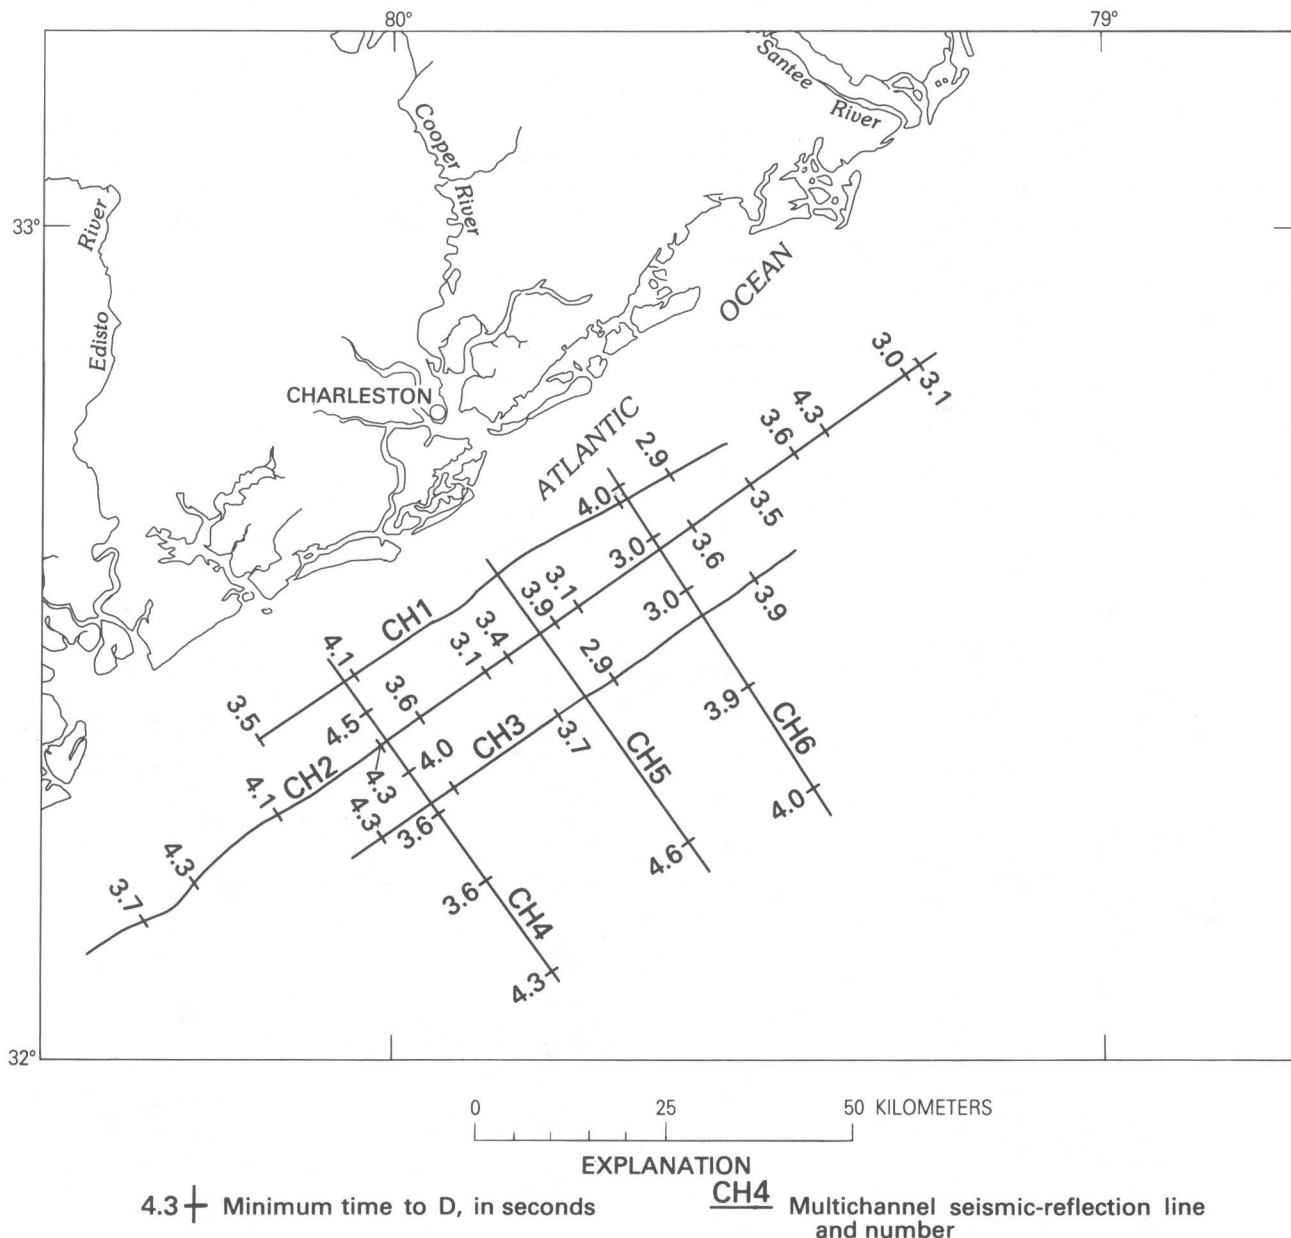 80°
79°
Santee
River
Cooper
River
33°
River
Edisto
OCEAN
CHARLESTON
ATLANTIC
3.0
3.1
4.3
3.6
2.9
4.0
3.5
3.0
3.6
3.1
3.9
3.0
3.9
3.4
3.1
2.9
CH1
4.1
3.6
3.5
4.5
3.9
CH6
CH3
3.7
CH5
4.0
CH2
4.3
4.1
4.3
3.6
4.0
4.6
4.3
3.7
3.6
CH4
4.3
32°
0 25 50 KILOMETERS
EXPLANATION
4.3 Minimum time to D, in seconds
CH4 Multichannel seismic-reflection line
and number